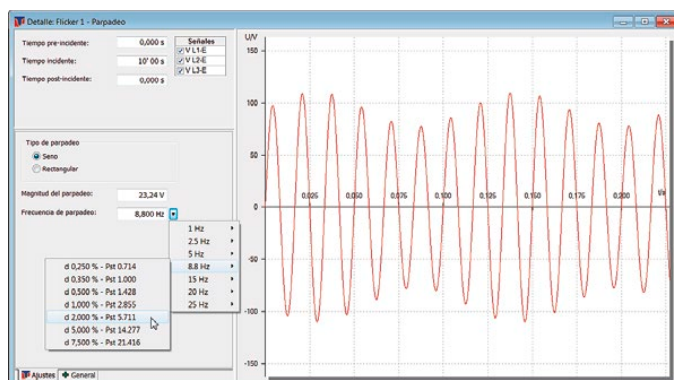 Detalle: Flicker 1 - Parpadeo
Tiempo pre-incidente: 0,000 s
Tiempo incidente: 10' 00 s
Tiempo post-incidente: 0,000 s
Señales
V L1-E
V L2-E
V L3-E
Tipo de parpadeo
Seno
Rectangular
Magnitud del parpadeo: 23,24 V
Frecuencia de parpadeo: 8,800 Hz
1 Hz
2.5 Hz
5 Hz
8.8 Hz
15 Hz
20 Hz
25 Hz
d 0,250 % - Pst 0.714
d 0,350 % - Pst 1.000
d 0,500 % - Pst 1.428
d 1,000 % - Pst 2.855
d 2,000 % - Pst 5.711
d 5,000 % - Pst 14.277
d 7,500 % - Pst 21.416
Ajustes General
U/V
150
100
50
0
-50
-100
-150
0.025 0.050 0.075 0.100 0.125 0.150 0.175 0.200